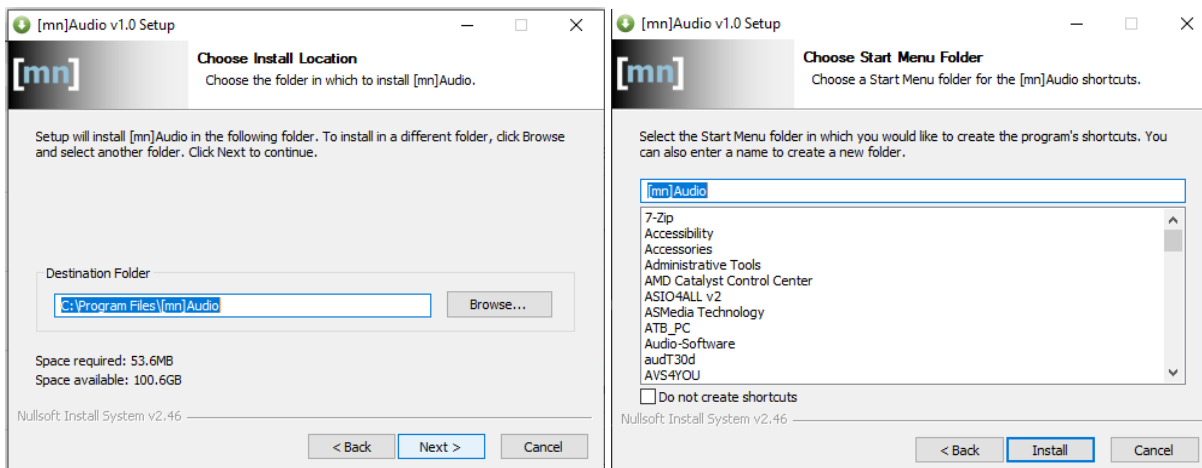 [mn]Audio v1.0 Setup
[mn]
Choose Install Location
Choose the folder in which to install [mn]Audio.
Setup will install [mn]Audio in the following folder. To install in a different folder, click Browse
and select another folder. Click Next to continue.
Destination Folder
C:\Program Files\[mn]Audio
Browse...
Space required: 53.6MB
Space available: 100.6GB
Nullsoft Install System v2.46
< Back
Next >
Cancel
[mn]Audio v1.0 Setup
[mn]
Choose Start Menu Folder
Choose a Start Menu folder for the [mn]Audio shortcuts.
Select the Start Menu folder in which you would like to create the program's shortcuts. You
can also enter a name to create a new folder.
[mn]Audio
7-Zip
Accessibility
Accessories
Administrative Tools
AMD Catalyst Control Center
ASIO4ALL v2
ASMedia Technology
ATB_PC
Audio-Software
audT30d
AVS4YOU
Do not create shortcuts
Nullsoft Install System v2.46
< Back
Install
Cancel